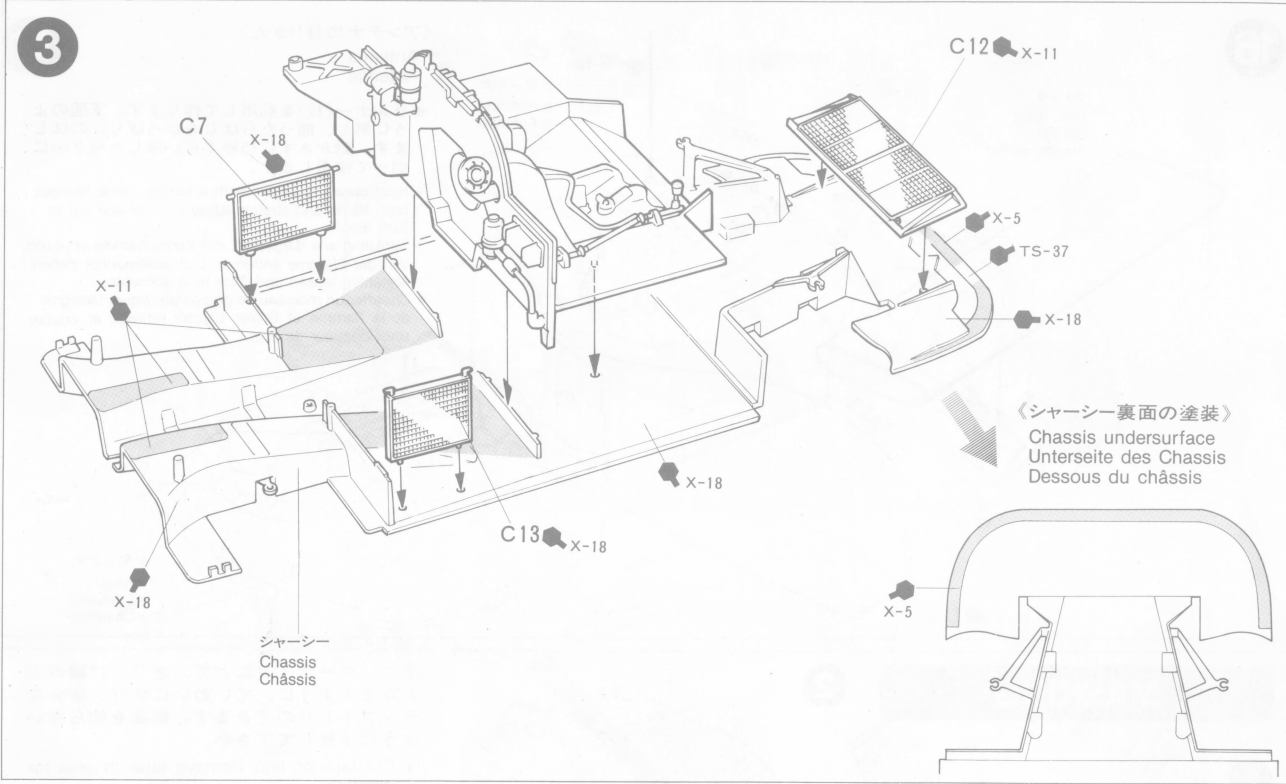 3
C12 X-11
C7
X-18
X-5
TS-37
X-11
X-18
《シャーシー裏面の塗装》
Chassis undersurface
Unterseite des Chassis
Dessous du châssis
X-18
C13 X-18
X-18
X-5
シャーシー
Chassis
Châssis